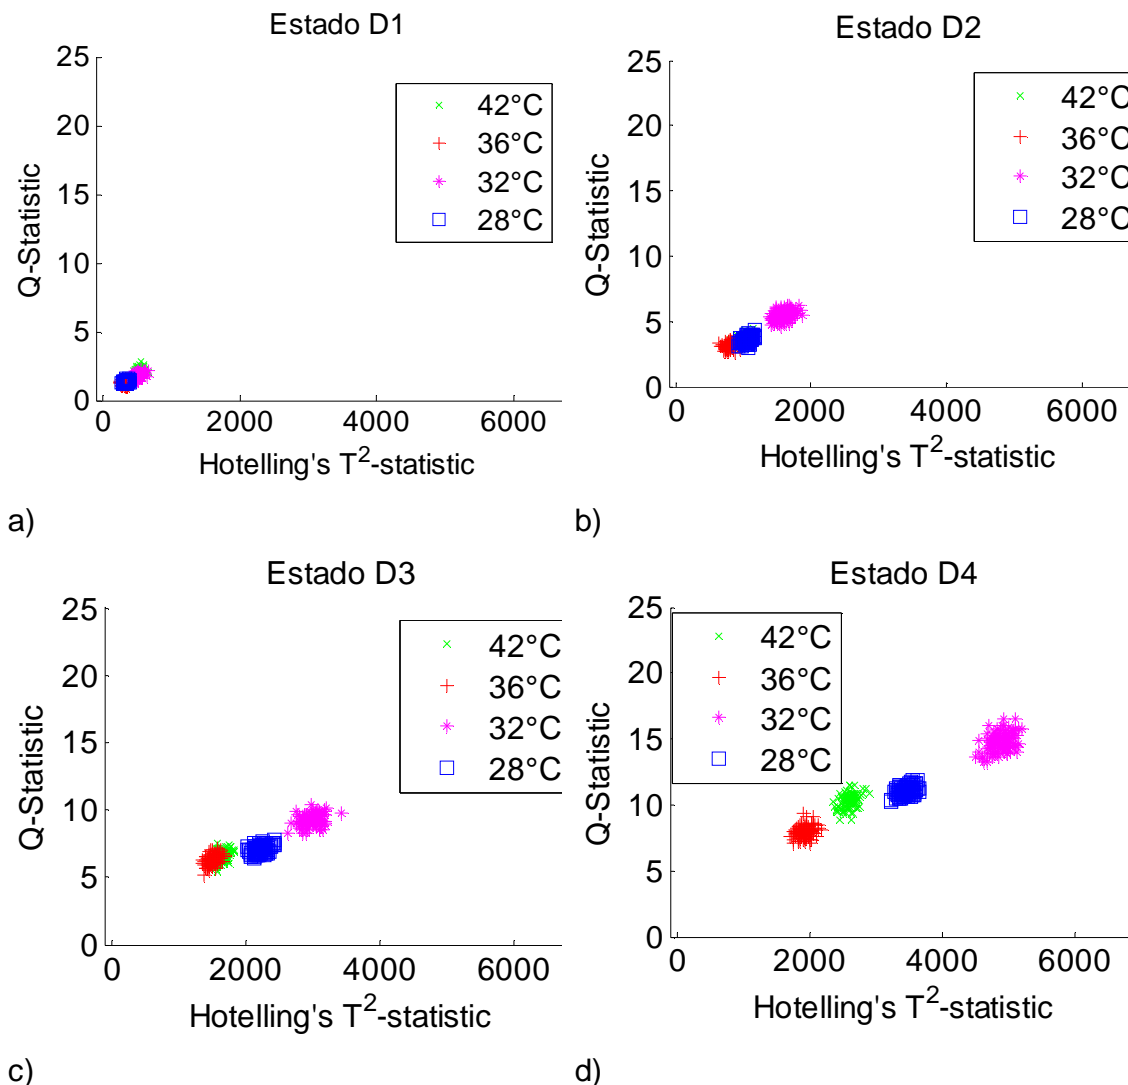 Estado D1
25
20
15
10
5
0
0 2000 4000 6000
Q-Statistic
Hotelling's T²-statistic
42°C
36°C
32°C
28°C
a)
Estado D2
25
20
15
10
5
0
0 2000 4000 6000
Q-Statistic
Hotelling's T²-statistic
42°C
36°C
32°C
28°C
b)
Estado D3
25
20
15
10
5
0
0 2000 4000 6000
Q-Statistic
Hotelling's T²-statistic
42°C
36°C
32°C
28°C
c)
Estado D4
25
20
15
10
5
0
0 2000 4000 6000
Q-Statistic
Hotelling's T²-statistic
42°C
36°C
32°C
28°C
d)